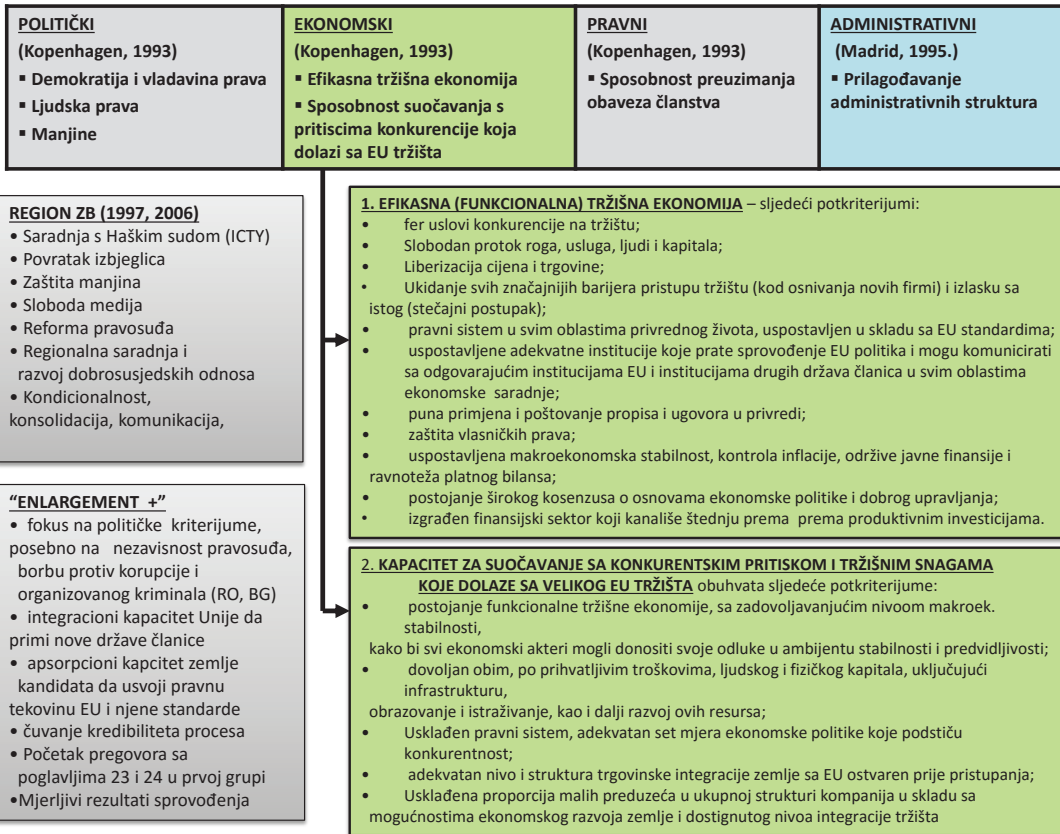 POLITIČKI
(Kopenhagen, 1993)
▪ Demokratija i vladavina prava
▪ Ljudska prava
▪ Manjine
EKONOMSKI
(Kopenhagen, 1993)
▪ Efikasna tržišna ekonomija
▪ Sposobnost suočavanja s
pritiscima konkurencije koja
dolazi sa EU tržišta
PRAVNI
(Kopenhagen, 1993)
▪ Sposobnost preuzimanja
obaveza članstva
ADMINISTRATIVNI
(Madrid, 1995.)
▪ Prilagođavanje
administrativnih struktura
REGION ZB (1997, 2006)
• Saradnja s Haškim sudom (ICTY)
• Povratak izbjeglica
• Zaštita manjina
• Sloboda medija
• Reforma pravosuđa
• Regionalna saradnja i
razvoj dobrosusjedskih odnosa
• Kondicionalnost,
konsolidacija, komunikacija,
"ENLARGEMENT +"
• fokus na političke kriterijume,
posebno na nezavisnost pravosuđa,
borbu protiv korupcije i
organizovanog kriminala (RO, BG)
• integracioni kapacitet Unije da
primi nove države članice
• apsorpcioni kapcitet zemlje
kandidata da usvoji pravnu
tekovinu EU i njene standarde
• čuvanje kredibiliteta procesa
• Početak pregovora sa
poglavljima 23 i 24 u prvoj grupi
•Mjerljivi rezultati sprovođenja
1. EFIKASNA (FUNKCIONALNA) TRŽIŠNA EKONOMIJA – sljedeći potkriterijumi:
• fer uslovi konkurencije na tržištu;
• Slobodan protok roga, usluga, ljudi i kapitala;
• Liberizacija cijena i trgovine;
• Ukidanje svih značajnijih barijera pristupu tržištu (kod osnivanja novih firmi) i izlasku sa
istog (stečajni postupak);
• pravni sistem u svim oblastima privrednog života, uspostavljen u skladu sa EU standardima;
• uspostavljene adekvatne institucije koje prate sprovođenje EU politika i mogu komunicirati
sa odgovarajućim institucijama EU i institucijama drugih država članica u svim oblastima
ekonomske saradnje;
• puna primjena i poštovanje propisa i ugovora u privredi;
• zaštita vlasničkih prava;
• uspostavljena makroekonomska stabilnost, kontrola inflacije, održive javne finansije i
ravnoteža platnog bilansa;
• postojanje širokog kosenzusa o osnovama ekonomske politike i dobrog upravljanja;
• izgrađen finansijski sektor koji kanališe štednju prema prema produktivnim investicijama.
2. KAPACITET ZA SUOČAVANJE SA KONKURENTSKIM PRITISKOM I TRŽIŠNIM SNAGAMA
KOJE DOLAZE SA VELIKOG EU TRŽIŠTA obuhvata sljedeće potkriterijume:
• postojanje funkcionalne tržišne ekonomije, sa zadovoljavanjućim nivoom makroek.
stabilnosti,
kako bi svi ekonomski akteri mogli donositi svoje odluke u ambijentu stabilnosti i predvidljivosti;
• dovoljan obim, po prihvatljivim troškovima, ljudskog i fizičkog kapitala, uključujući
infrastrukturu,
obrazovanje i istraživanje, kao i dalji razvoj ovih resursa;
• Usklađen pravni sistem, adekvatan set mjera ekonomske politike koje podstiču
konkurentnost;
• adekvatan nivo i struktura trgovinske integracije zemlje sa EU ostvaren prije pristupanja;
• Usklađena proporcija malih preduzeća u ukupnoj strukturi kompanija u skladu sa
mogućnostima ekonomskog razvoja zemlje i dostignutog nivoa integracije tržišta